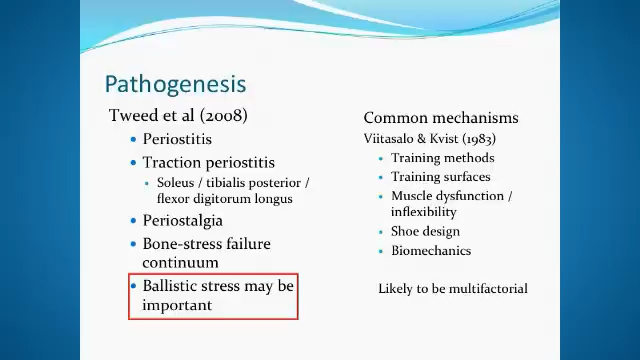 Pathogenesis
Tweed et al (2008)
• Periostitis
• Traction periostitis
• Soleus / tibialis posterior /
flexor digitorum longus
• Periostalgia
• Bone-stress failure
continuum
• Ballistic stress may be
important
Common mechanisms
Viitasalo & Kvist (1983)
• Training methods
• Training surfaces
• Muscle dysfunction /
inflexibility
• Shoe design
• Biomechanics
Likely to be multifactorial